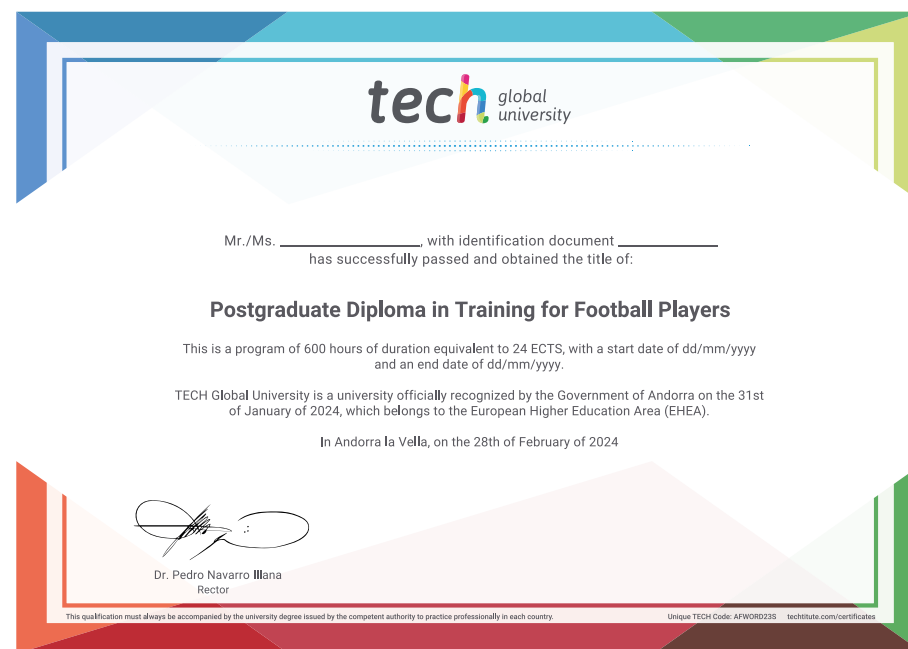 tech global university
Mr./Ms. ____________________, with identification document ______________
has successfully passed and obtained the title of:
Postgraduate Diploma in Training for Football Players
This is a program of 600 hours of duration equivalent to 24 ECTS, with a start date of dd/mm/yyyy
and an end date of dd/mm/yyyy.
TECH Global University is a university officially recognized by the Government of Andorra on the 31st
of January of 2024, which belongs to the European Higher Education Area (EHEA).
In Andorra la Vella, on the 28th of February of 2024
Dr. Pedro Navarro Illana
Rector
This qualification must always be accompanied by the university degree issued by the competent authority to practice professionally in each country.
Unique TECH Code: AFWORD23S techtitute.com/certificates